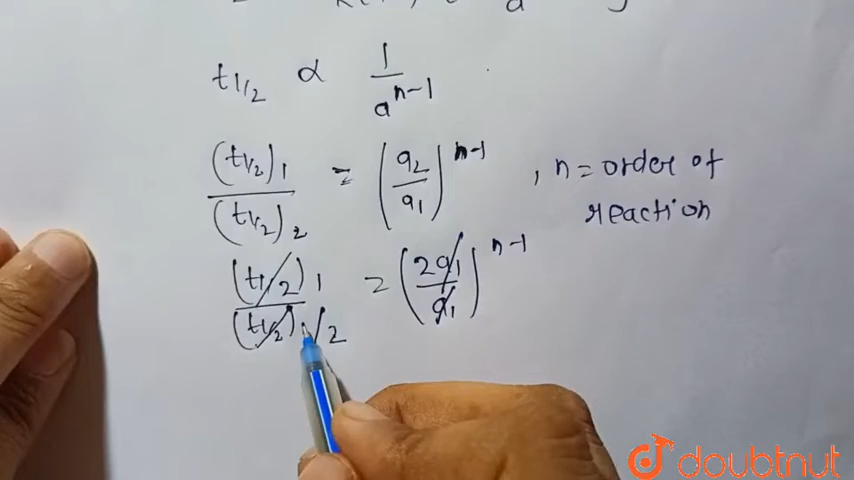 t1/2 ∝ 1/a^(n-1)
(t1/2)1/(t1/2)2 = (a2/a1)^(n-1) , n = order of
reaction
(t1/2)1/(t1/2)1/2 = (2a1/a1)^(n-1)
doubtnut